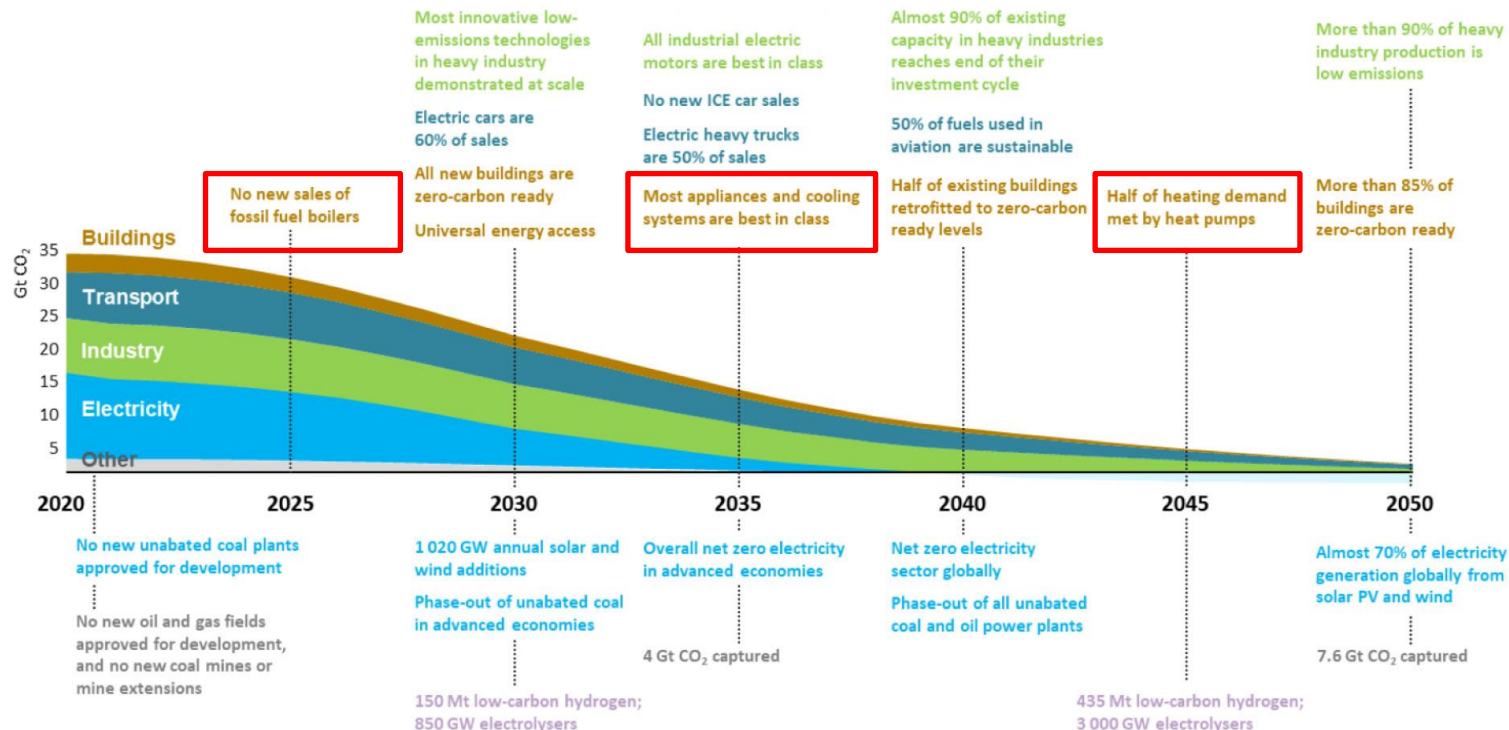 Most innovative low-
emissions technologies
in heavy industry
demonstrated at scale
Electric cars are
60% of sales
All new buildings are
zero-carbon ready
Universal energy access
All industrial electric
motors are best in class
No new ICE car sales
Electric heavy trucks
are 50% of sales
Most appliances and cooling
systems are best in class
Almost 90% of existing
capacity in heavy industries
reaches end of their
investment cycle
50% of fuels used in
aviation are sustainable
Half of existing buildings
retrofitted to zero-carbon
ready levels
Half of heating demand
met by heat pumps
More than 90% of heavy
industry production is
low emissions
More than 85% of
buildings are
zero-carbon ready
No new sales of
fossil fuel boilers
Gt CO₂
35
30
25
20
15
10
5
Buildings
Transport
Industry
Electricity
Other
2020
2025
2030
2035
2040
2045
2050
No new unabated coal plants
approved for development
No new oil and gas fields
approved for development,
and no new coal mines or
mine extensions
1 020 GW annual solar and
wind additions
Phase-out of unabated coal
in advanced economies
150 Mt low-carbon hydrogen;
850 GW electrolysers
Overall net zero electricity
in advanced economies
4 Gt CO₂ captured
Net zero electricity
sector globally
Phase-out of all unabated
coal and oil power plants
435 Mt low-carbon hydrogen;
3 000 GW electrolysers
Almost 70% of electricity
generation globally from
solar PV and wind
7.6 Gt CO₂ captured